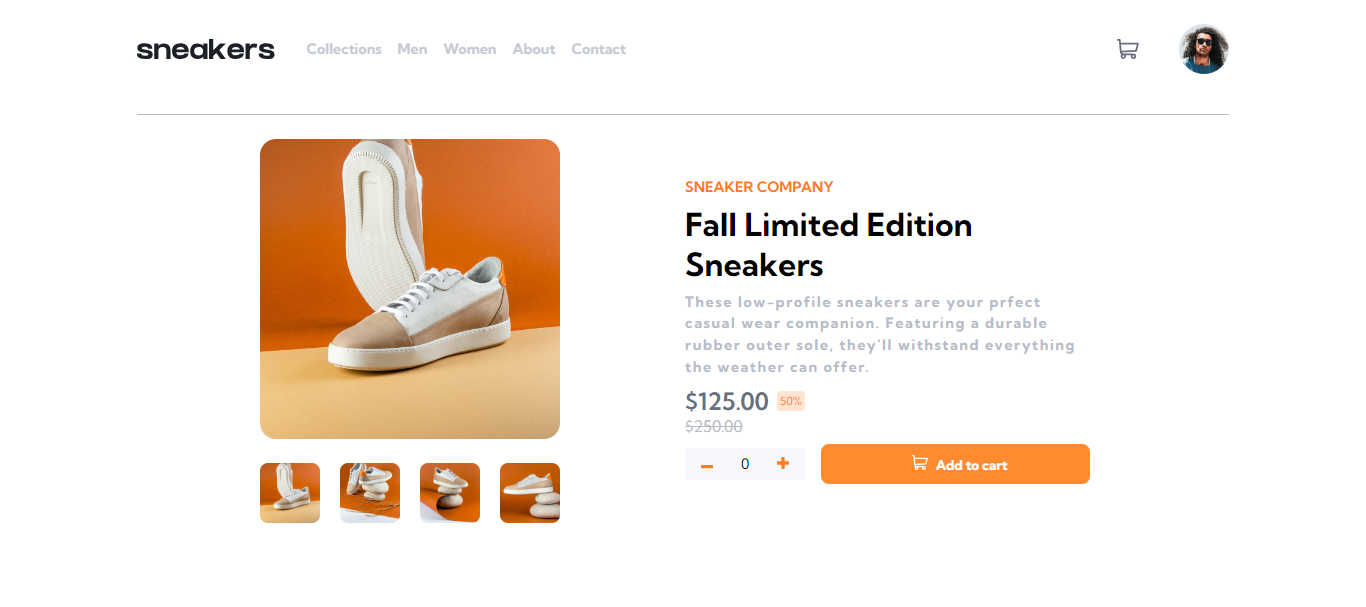 sneakers Collections Men Women About Contact
SNEAKER COMPANY
Fall Limited Edition
Sneakers
These low-profile sneakers are your prfect
casual wear companion. Featuring a durable
rubber outer sole, they'll withstand everything
the weather can offer.
$125.00 50%
$250.00
0 Add to cart